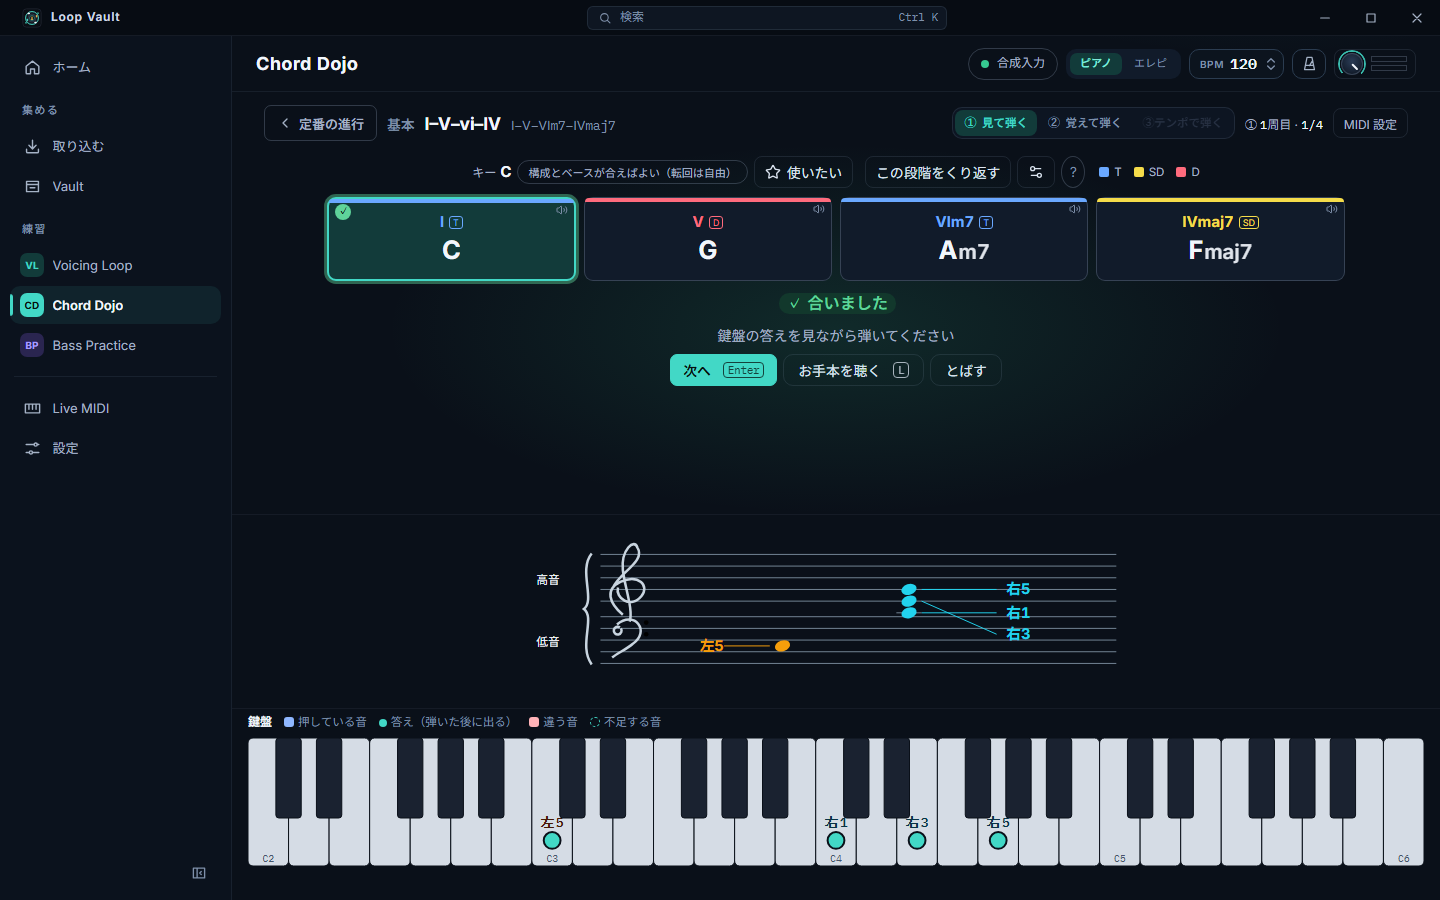 Loop Vault
検索 Ctrl K
ホーム
集める
取り込む
Vault
練習
VL Voicing Loop
CD Chord Dojo
BP Bass Practice
Live MIDI
設定
Chord Dojo
合成入力 ピアノ エレピ BPM 120
定番の進行 基本 I–V–vi–IV I–V–VIm7–IVmaj7
① 見て弾く ② 覚えて弾く ③テンポで弾く ① 1周目 · 1/4 MIDI 設定
キー C 構成とベースが合えばよい（転回は自由） 使いたい この段階をくり返す ? T SD D
I T
C
V D
G
VIm7 T
Am7
IVmaj7 SD
Fmaj7
✓ 合いました
鍵盤の答えを見ながら弾いてください
次へ Enter お手本を聴く L とばす
高音
低音
左5
右5
右1
右3
鍵盤 押している音 答え（弾いた後に出る） 違う音 不足する音
左5 右1 右3 右5
C2 C3 C4 C5 C6